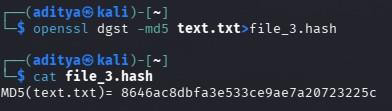 ┌──(aditya㉿kali)-[~]
└─$ openssl dgst -md5 text.txt>file_3.hash
┌──(aditya㉿kali)-[~]
└─$ cat file_3.hash
MD5(text.txt)= 8646ac8dbfa3e533ce9ae7a20723225c